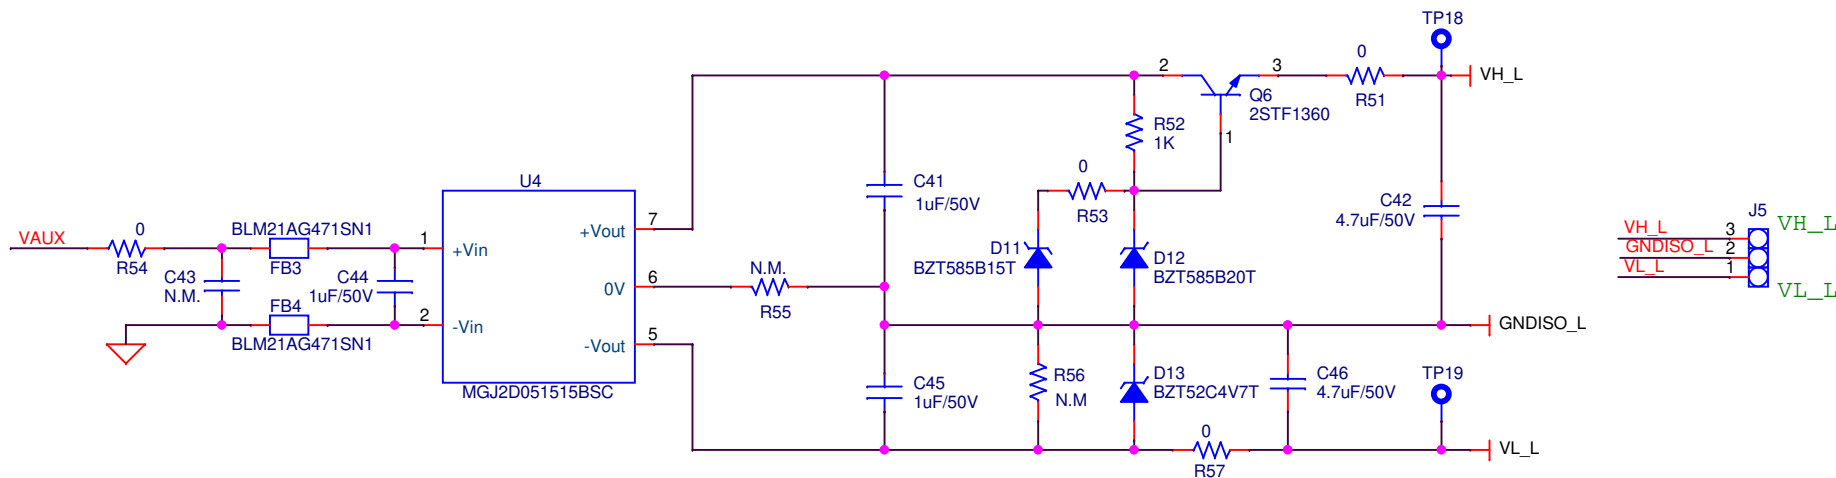 TP18
0
2
3
VH_L
Q6
2STF1360
R51
R52
1K
1
0
R53
C41
1uF/50V
C42
4.7uF/50V
U4
VAUX
0
R54
BLM21AG471SN1
FB3
C43
N.M.
C44
1uF/50V
FB4
BLM21AG471SN1
1
+Vin
2
-Vin
+Vout
7
0V
6
-Vout
5
MGJ2D051515BSC
N.M.
R55
D11
BZT585B15T
D12
BZT585B20T
GNDISO_L
C45
1uF/50V
R56
N.M
D13
BZT52C4V7T
C46
4.7uF/50V
TP19
0
R57
VL_L
J5
VH_L
3
VH_L
GNDISO_L
2
VL_L
1
VL_L